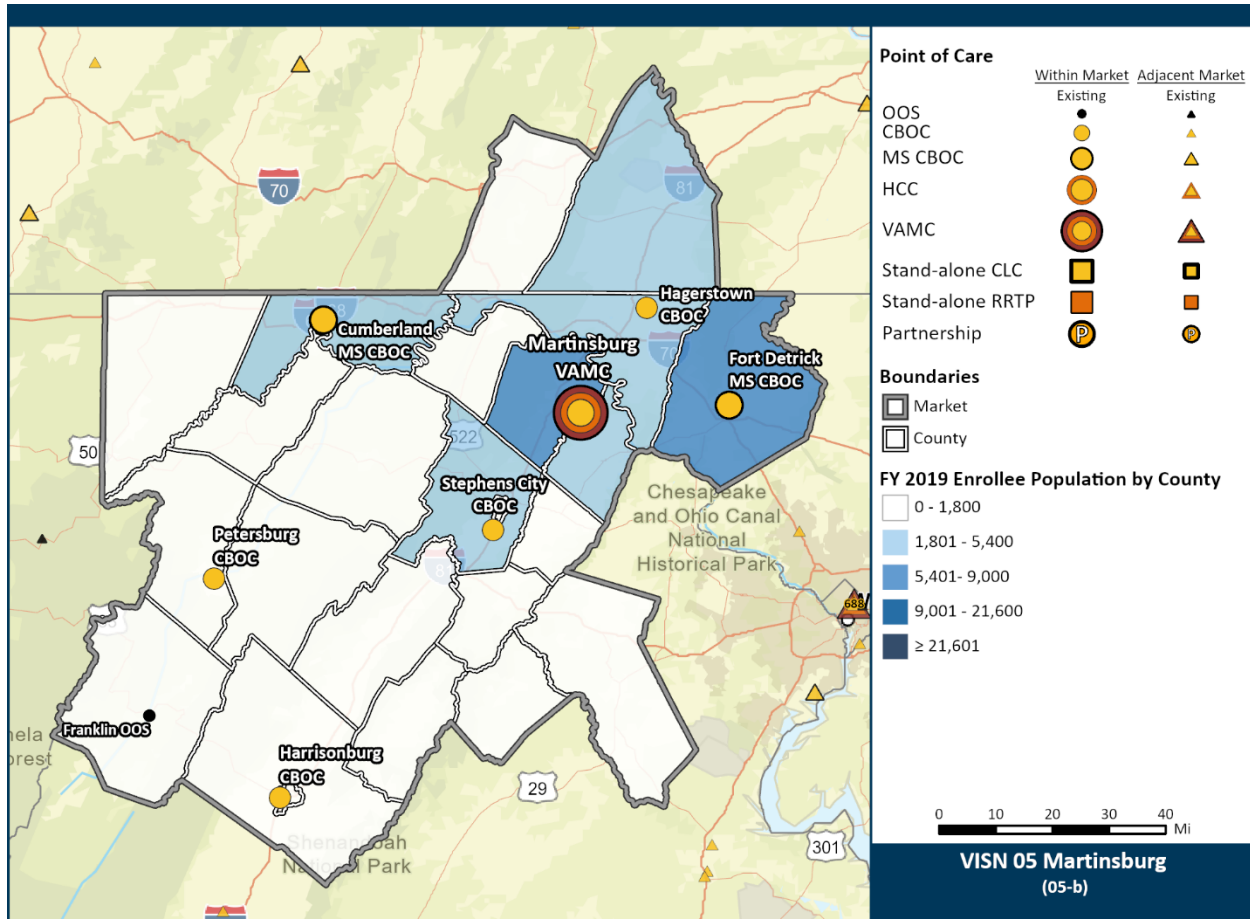 70
81
68
Hagerstown
CBOC
Cumberland
MS CBOC
Martinsburg
VAMC
70
Fort Detrick
MS CBOC
50
522
Stephens City
CBOC
Chesapeake
and Ohio Canal
National
Historical Park
Petersburg
CBOC
81
688
Franklin OOS
Harrisonburg
CBOC
29
Shenandoah
National Park
301
Point of Care
Within Market
Adjacent Market
Existing
Existing
OOS
CBOC
MS CBOC
HCC
VAMC
Stand-alone CLC
Stand-alone RRTP
Partnership
P
P
Boundaries
Market
County
FY 2019 Enrollee Population by County
0 - 1,800
1,801 - 5,400
5,401- 9,000
9,001 - 21,600
≥ 21,601
0 10 20 30 40
Mi
VISN 05 Martinsburg
(05-b)